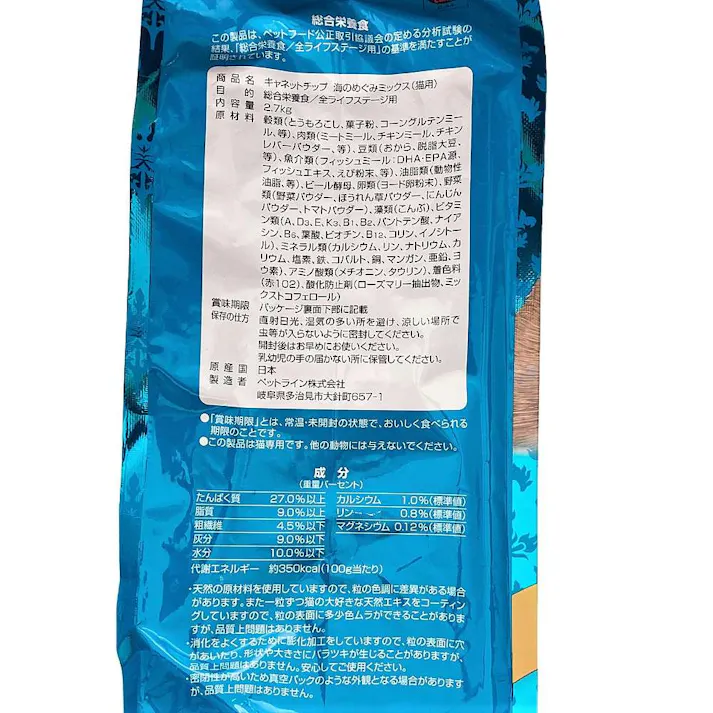 総合栄養食
この製品は、ペットフード公正取引協議会の定める分析試験の
結果、「総合栄養食/全ライフステージ用」の基準を満たすことが
証明されています。
商品名 キャネットチップ 海のめぐみミックス(猫用)
目的 総合栄養食/全ライフステージ用
内容量 2.7kg
原材料 穀類(とうもろこし、菓子粉、コーングルテンミー
ル、等)、肉類(ミートミール、チキンミール、チキン
レバーパウダー、等)、豆類(おから、脱脂大豆、
等)、魚介類(フィッシュミール:DHA・EPA源、
フィッシュエキス、えび粉末、等)、油脂類(動物性
油脂、等)、ビール酵母、卵類(ヨード卵粉末)、野菜
類(野菜パウダー、ほうれん草パウダー、にんじん
パウダー、トマトパウダー)、藻類(こんぶ)、ビタミ
ン類(A、D3、E、K3、B1、B2、パントテン酸、ナイア
シン、B6、葉酸、ビオチン、B12、コリン、イノシトー
ル)、ミネラル類(カルシウム、リン、ナトリウム、カ
リウム、塩素、鉄、コバルト、銅、マンガン、亜鉛、ヨ
ウ素)、アミノ酸類(メチオニン、タウリン)、着色料
(赤102)、酸化防止剤(ローズマリー抽出物、ミッ
クストコフェロール)
賞味期限 パッケージ裏面下部に記載
保存の仕方 直射日光、湿気の多い所を避け、涼しい場所で
虫等が入らないように密封してください。
開封後はお早めにお使いください。
乳幼児の手の届かない所に保管してください。
原産国 日本
製造者 ペットライン株式会社
岐阜県多治見市大針町657-1
●「賞味期限」とは、常温・未開封の状態で、おいしく食べられる
期限のことです。
●この製品は猫専用です。他の動物には与えないでください。
成分
(重量パーセント)
たんぱく質 27.0%以上 カルシウム 1.0%(標準値)
脂質 9.0%以上 リン 0.8%(標準値)
粗繊維 4.5%以下 マグネシウム 0.12%(標準値)
灰分 9.0%以下
水分 10.0%以下
代謝エネルギー 約350kcal(100g当たり)
・天然の原材料を使用していますので、粒の色調に差異がある場合
がありますが。また一粒ずつ猫の大好きな天然エキスをコーティン
グしていますので、粒の表面に多少色ムラができることがありま
すが、品質上問題はありません。
・消化をよくするために膨化加工をしていますので、粒の表面に穴
があいたり、形状や大きさにバラツキが生じることがありますが、
品質上問題はありません。安心してご使用ください。
・密閉性が高いため真空パックのような外観となる場合があります
が、品質上問題はありません。